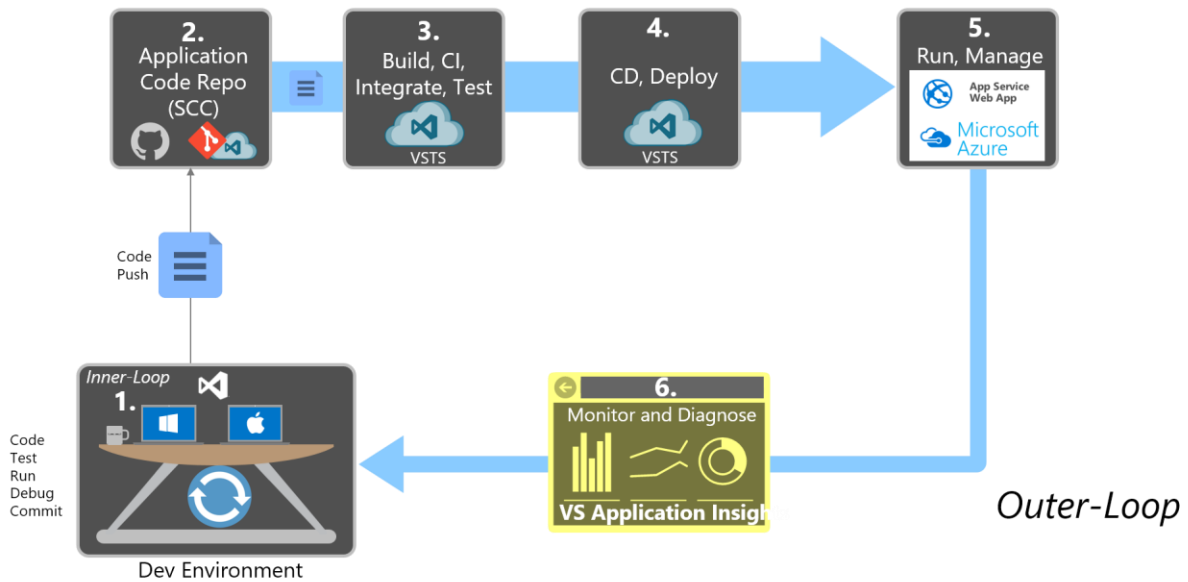 2.
Application
Code Repo
(SCC)
3.
Build, CI,
Integrate, Test
VSTS
4.
CD, Deploy
VSTS
5.
Run, Manage
App Service
Web App
Microsoft
Azure
Code
Push
Inner-Loop
1.
Code
Test
Run
Debug
Commit
Dev Environment
6.
Monitor and Diagnose
VS Application
Outer-Loop